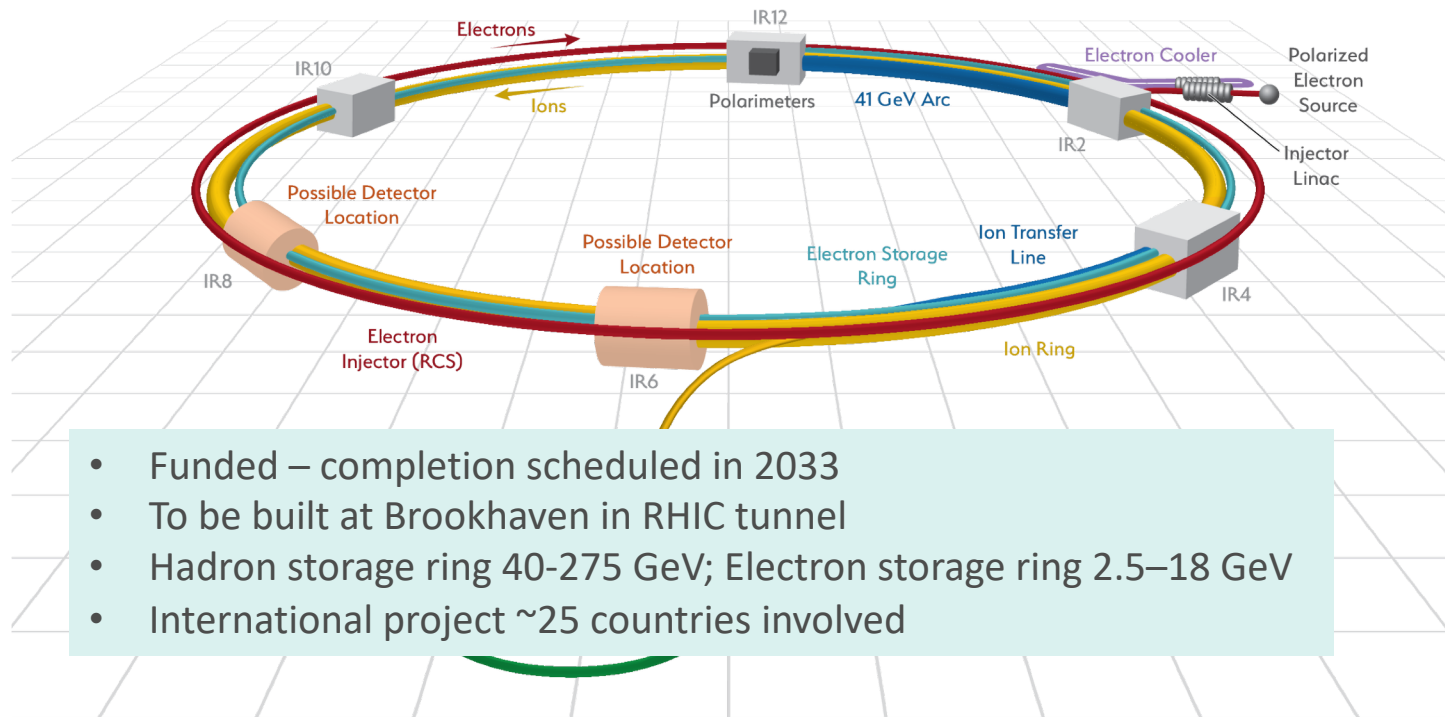 IR12
Electrons
Electron Cooler
Polarized
Electron
Source
IR10
Ions
Polarimeters
41 GeV Arc
IR2
Injector
Linac
Possible Detector
Location
Possible Detector
Location
Ion Transfer
Line
Electron Storage
Ring
IR8
IR4
Electron
Injector (RCS)
Ion Ring
IR6
• Funded – completion scheduled in 2033
• To be built at Brookhaven in RHIC tunnel
• Hadron storage ring 40-275 GeV; Electron storage ring 2.5–18 GeV
• International project ~25 countries involved